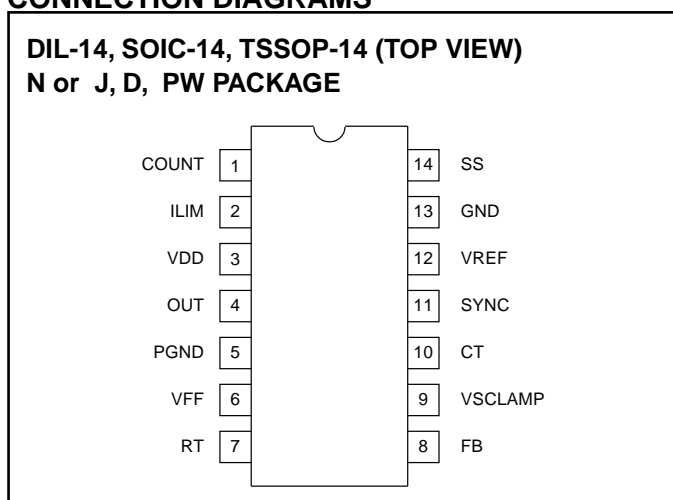 CONNECTION DIAGRAMS
DIL-14, SOIC-14, TSSOP-14 (TOP VIEW)
N or J, D, PW PACKAGE
COUNT 1 14 SS
ILIM 2 13 GND
VDD 3 12 VREF
OUT 4 11 SYNC
PGND 5 10 CT
VFF 6 9 VSCLAMP
RT 7 8 FB